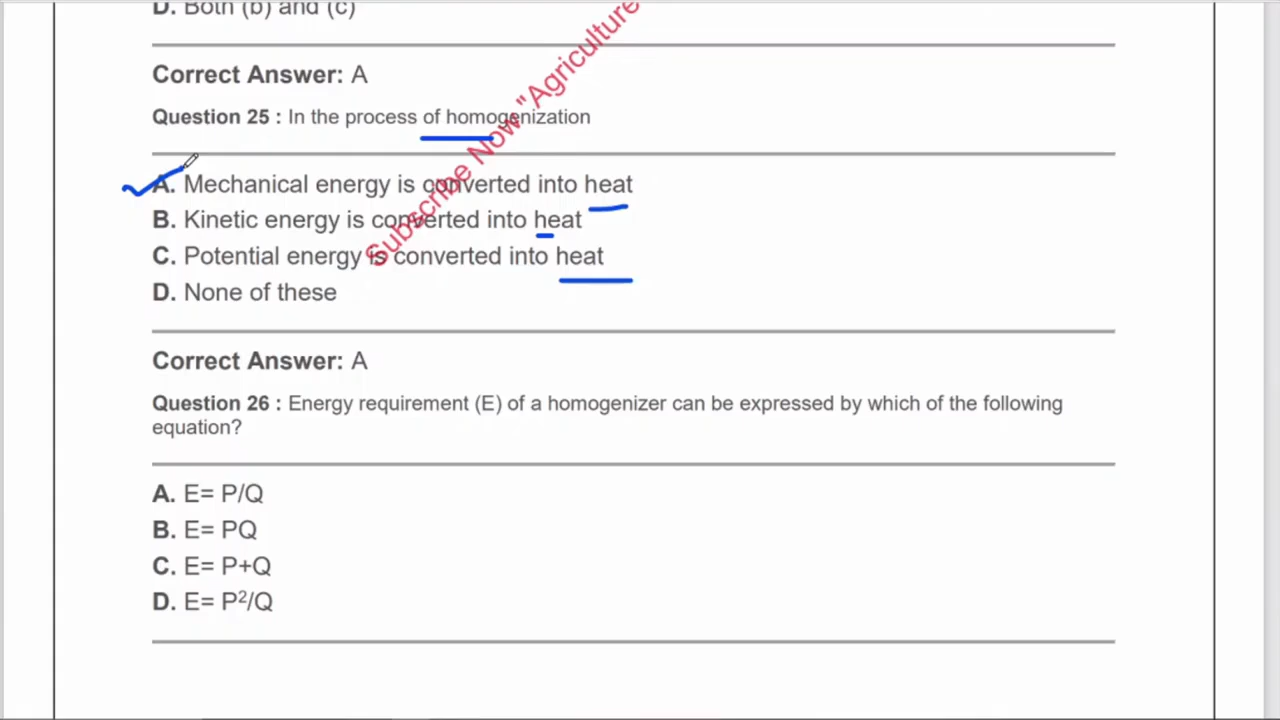 D. Both (b) and (c)
Correct Answer: A
Question 25 : In the process of homogenization
A. Mechanical energy is converted into heat
B. Kinetic energy is converted into heat
C. Potential energy is converted into heat
D. None of these
Correct Answer: A
Question 26 : Energy requirement (E) of a homogenizer can be expressed by which of the following
equation?
A. E= P/Q
B. E= PQ
C. E= P+Q
D. E= P²/Q
Subscribe Now "Agriculture